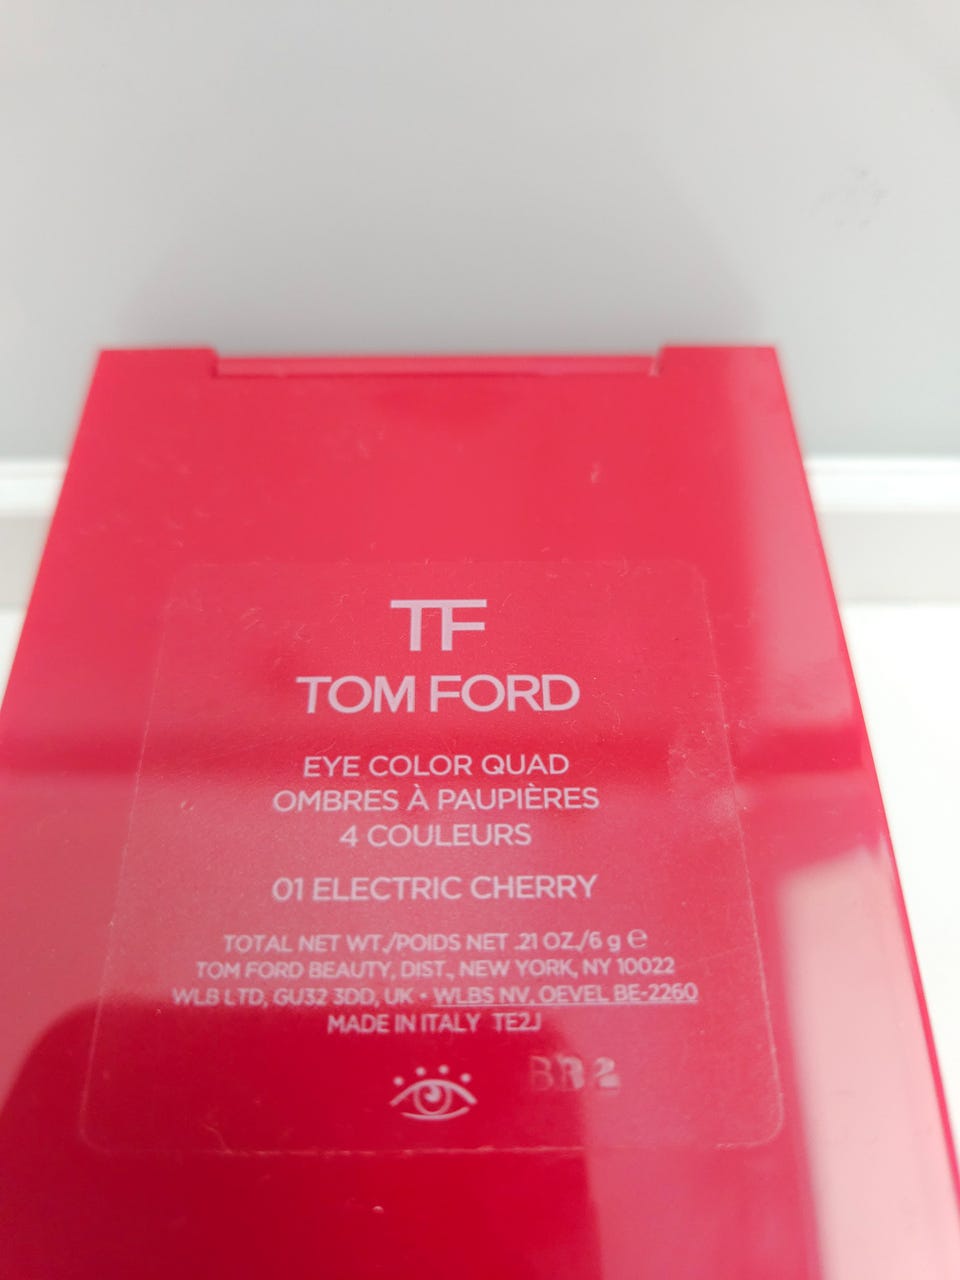 TF
TOM FORD
EYE COLOR QUAD
OMBRES À PAUPIÈRES
4 COULEURS
01 ELECTRIC CHERRY
TOTAL NET WT./POIDS NET .21 OZ./6 g ℮
TOM FORD BEAUTY, DIST., NEW YORK, NY 10022
WLB LTD, GU32 3DD, UK • WLBS NV, OEVEL BE-2260
MADE IN ITALY TE2J